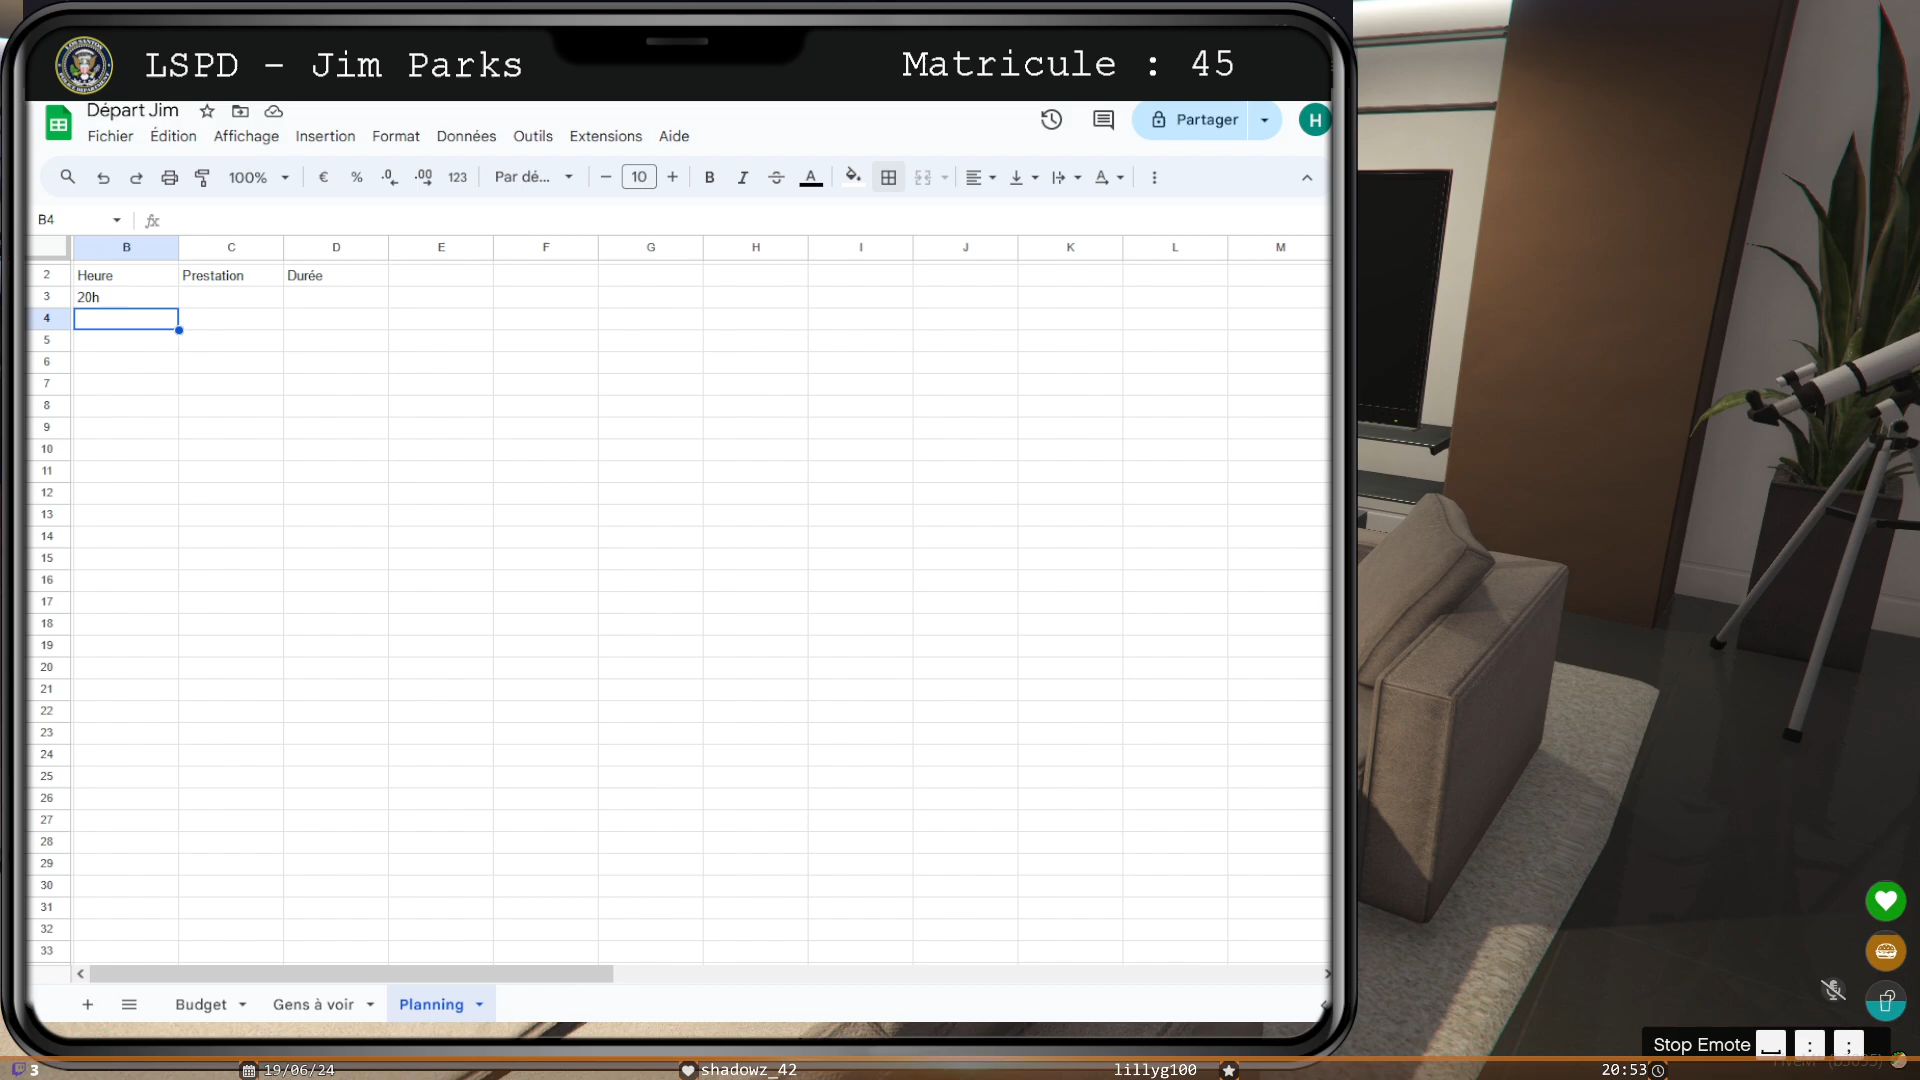 LSPD - Jim Parks
Matricule : 45
Départ Jim
Fichier Édition Affichage Insertion Format Données Outils Extensions Aide
Partager
H
100% € % .0 .00 123 Par dé... 10 B I A
B4 fx
B C D E F G H I J K L M
2 Heure Prestation Durée
3 20h
4
5
6
7
8
9
10
11
12
13
14
15
16
17
18
19
20
21
22
23
24
25
26
27
28
29
30
31
32
33
Budget Gens à voir Planning
Stop Emote : ;
3 19/06/24 shadowz_42 lillyg100 20:53